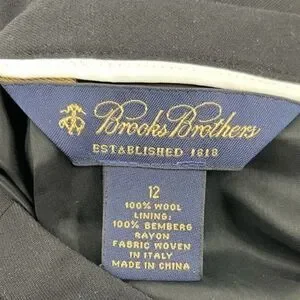 Brooks Brothers
ESTABLISHED 1818
12
100% WOOL
LINING:
100% BEMBERG
RAYON
FABRIC WOVEN
IN ITALY
MADE IN CHINA